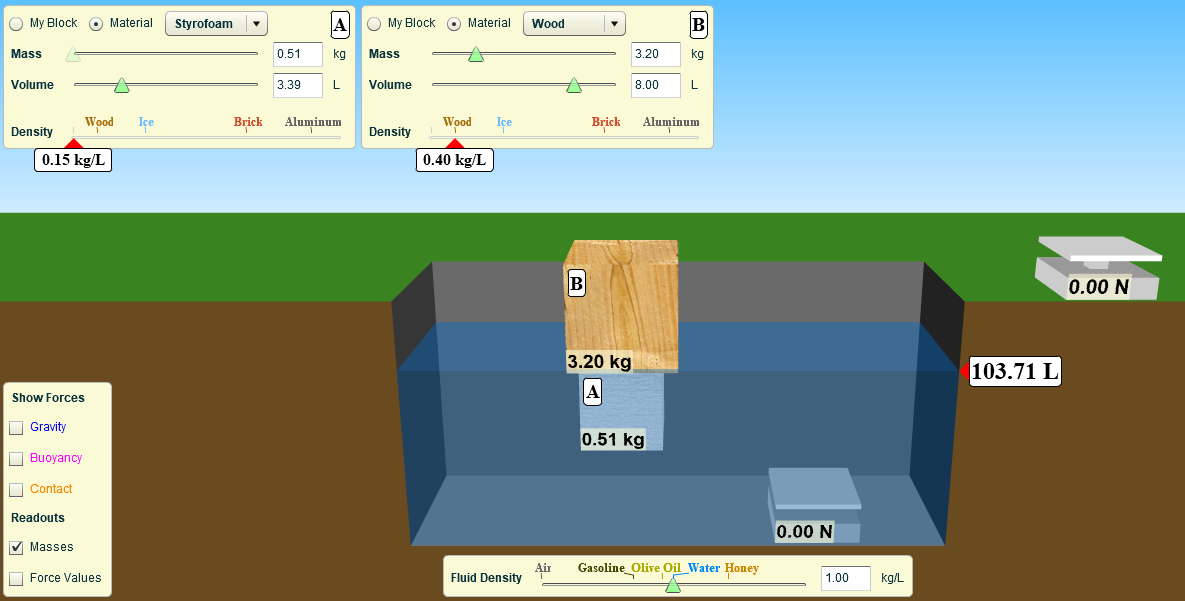 My Block Material Styrofoam A
Mass 0.51 kg
Volume 3.39 L
Wood Ice Brick Aluminum
Density
0.15 kg/L
My Block Material Wood B
Mass 3.20 kg
Volume 8.00 L
Wood Ice Brick Aluminum
Density
0.40 kg/L
0.00 N
B
3.20 kg
103.71 L
A
0.51 kg
0.00 N
Show Forces
Gravity
Buoyancy
Contact
Readouts
Masses
Force Values
Air Gasoline Olive Oil Water Honey
Fluid Density 1.00 kg/L